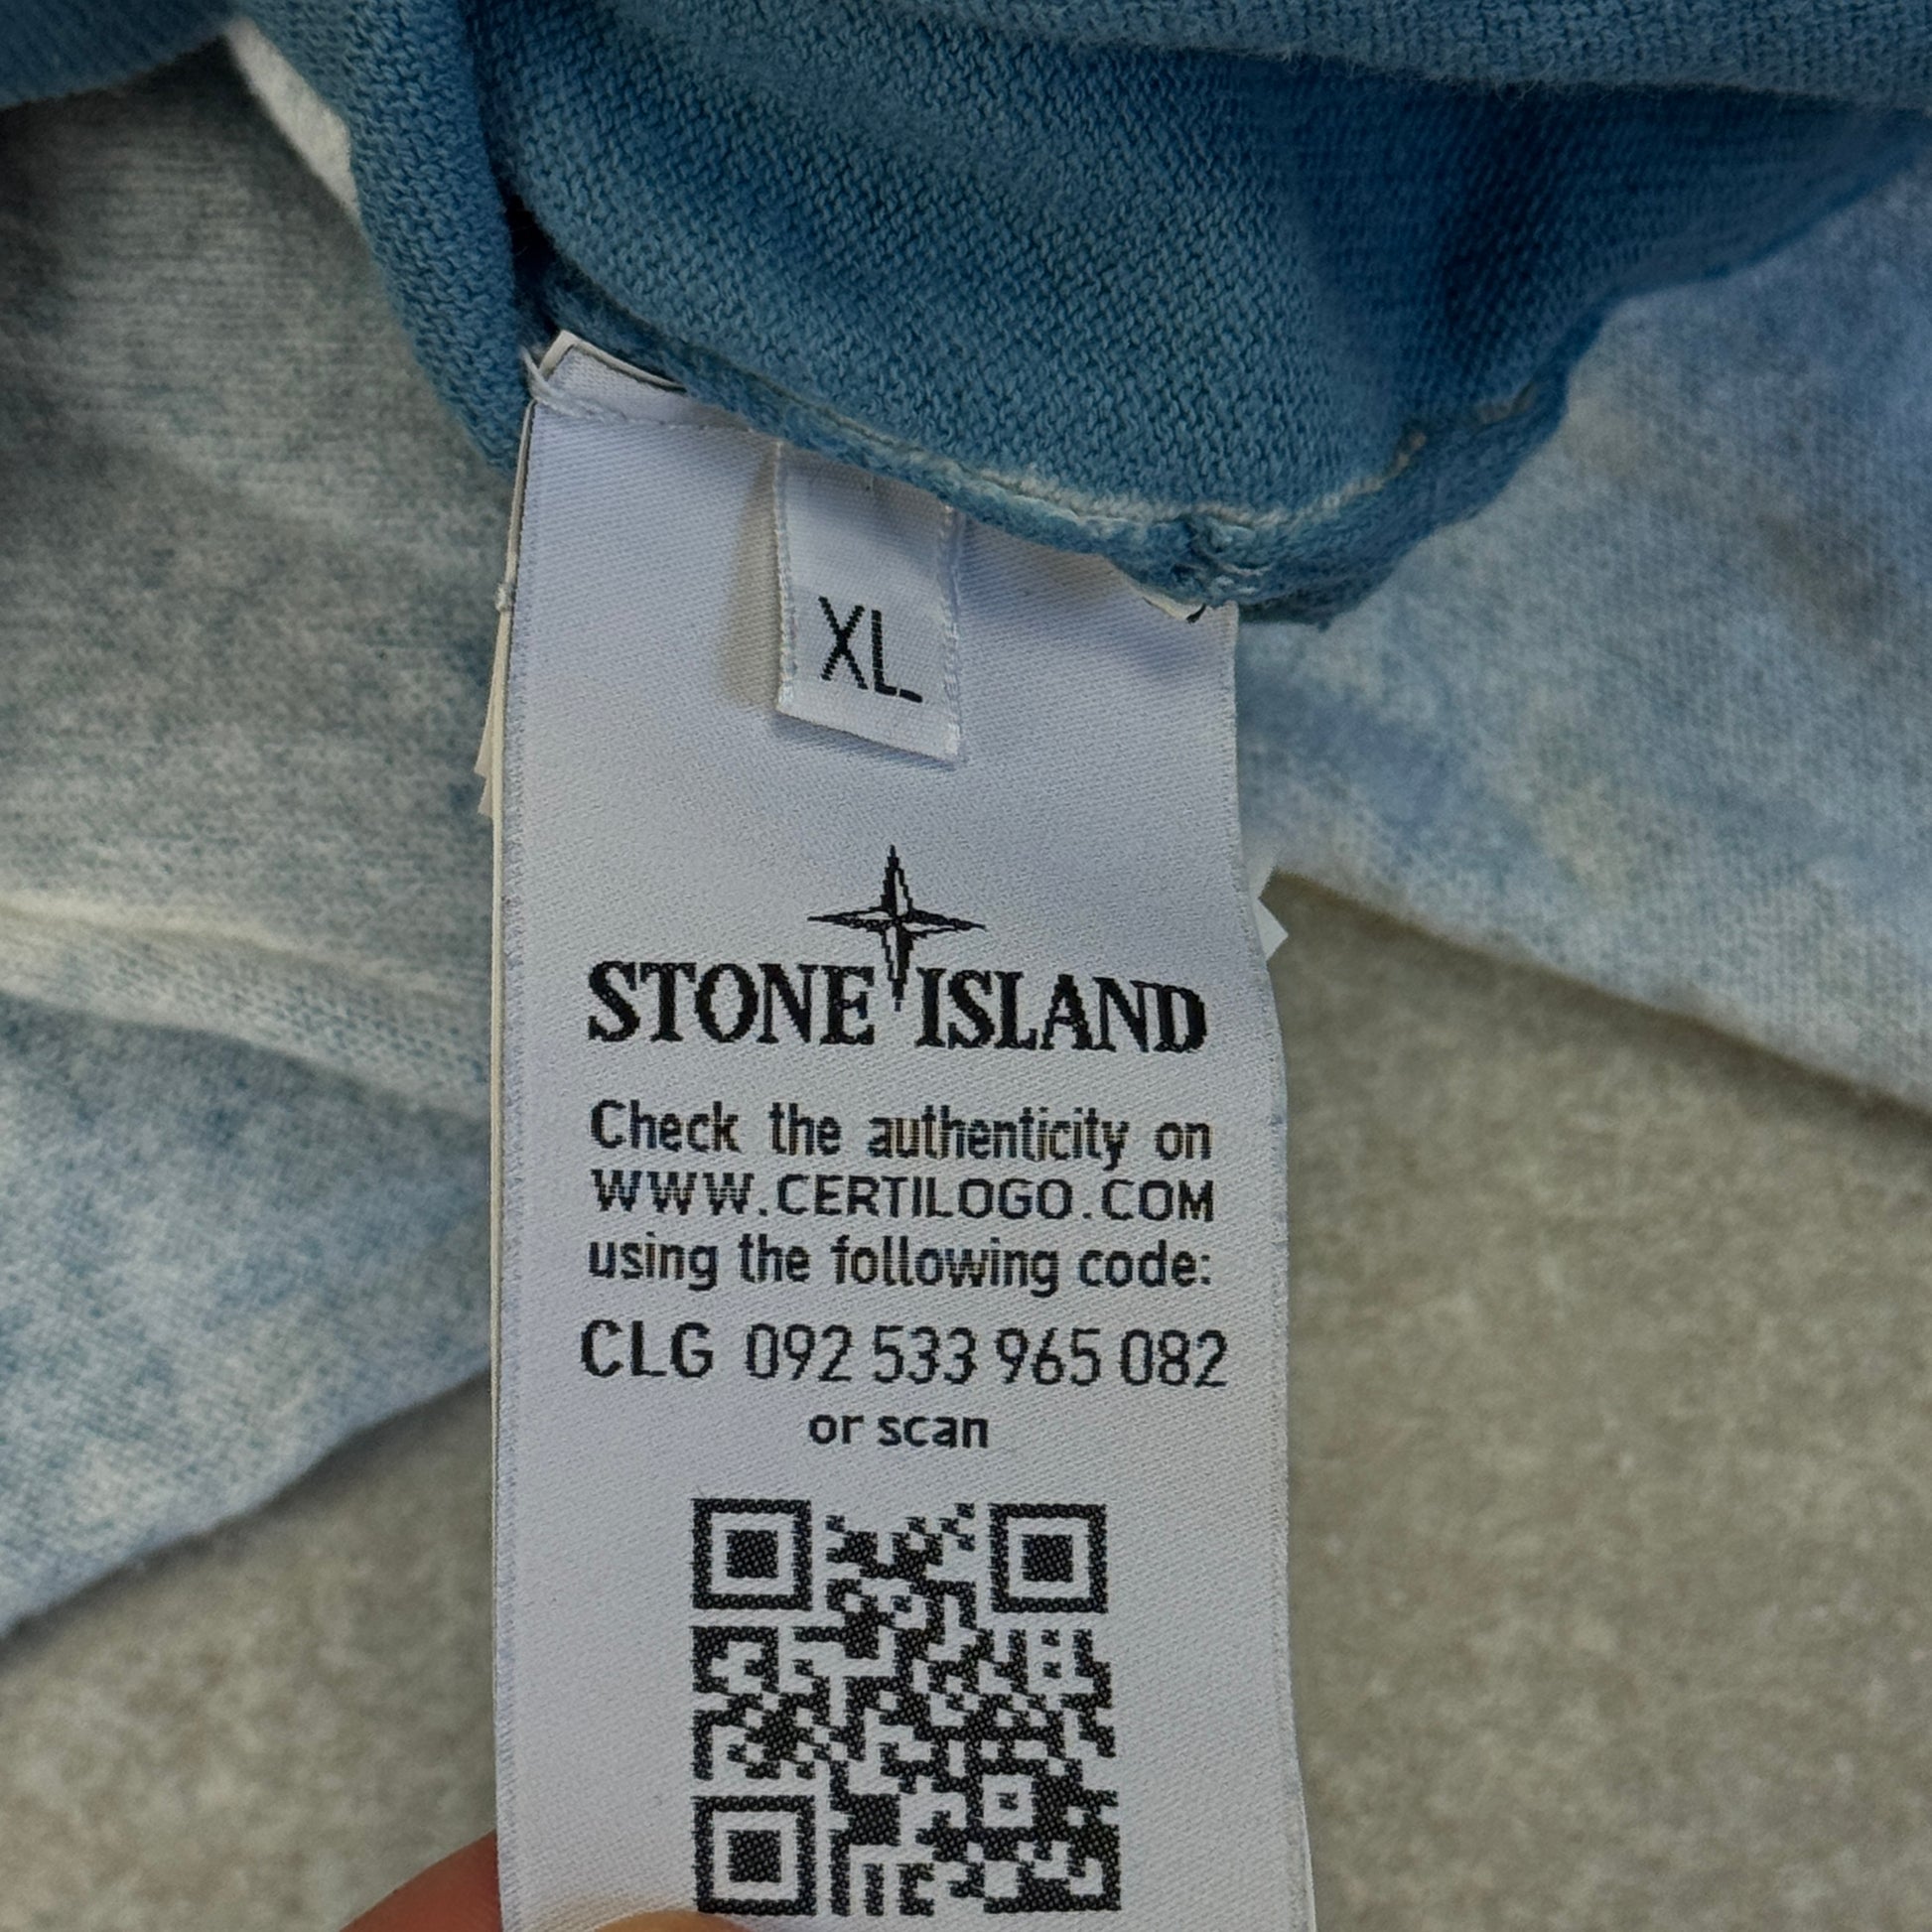 XL
STONE ISLAND
Check the authenticity on
WWW.CERTILOGO.COM
using the following code:
CLG 092 533 965 082
or scan